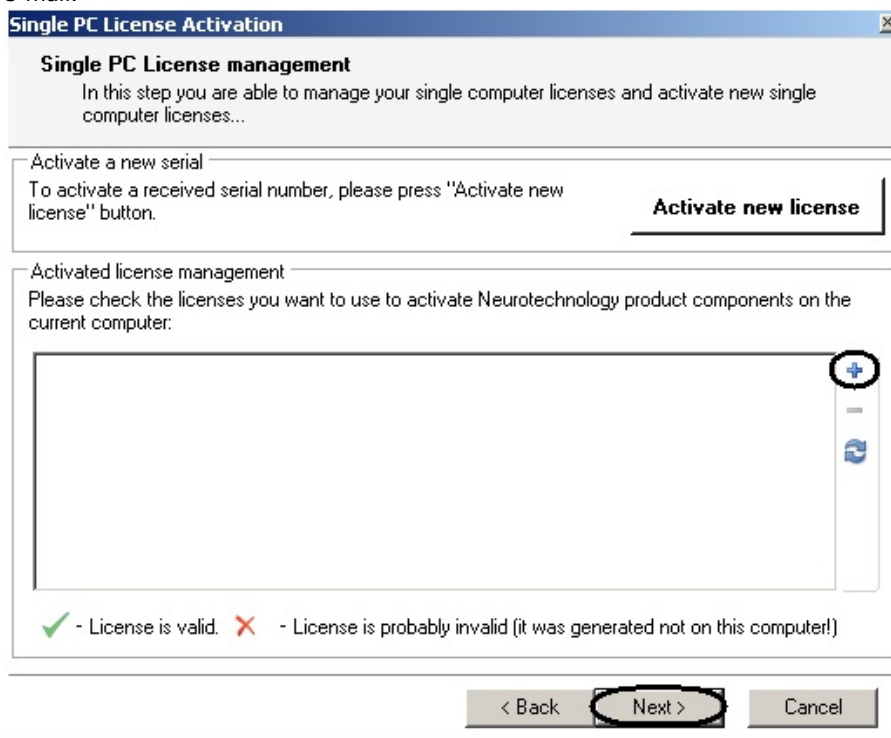 Single PC License Activation
Single PC License management
In this step you are able to manage your single computer licenses and activate new single
computer licenses...
Activate a new serial
To activate a received serial number, please press "Activate new
license" button.
Activate new license
Activated license management
Please check the licenses you want to use to activate Neurotechnology product components on the
current computer:
- License is valid. - License is probably invalid (it was generated not on this computer!)
< Back Next > Cancel